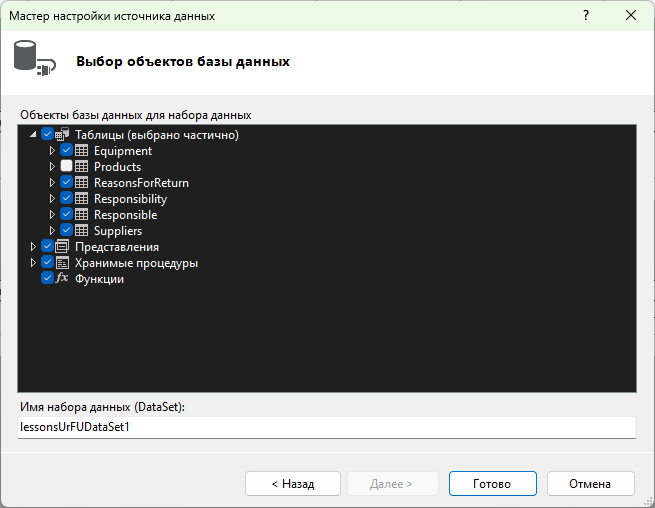 Мастер настройки источника данных
?
Выбор объектов базы данных
Объекты базы данных для набора данных
Таблицы (выбрано частично)
Equipment
Products
ReasonsForReturn
Responsibility
Responsible
Suppliers
Представления
Хранимые процедуры
fx Функции
Имя набора данных (DataSet):
lessonsUrFUDataSet1
< Назад
Далее >
Готово
Отмена